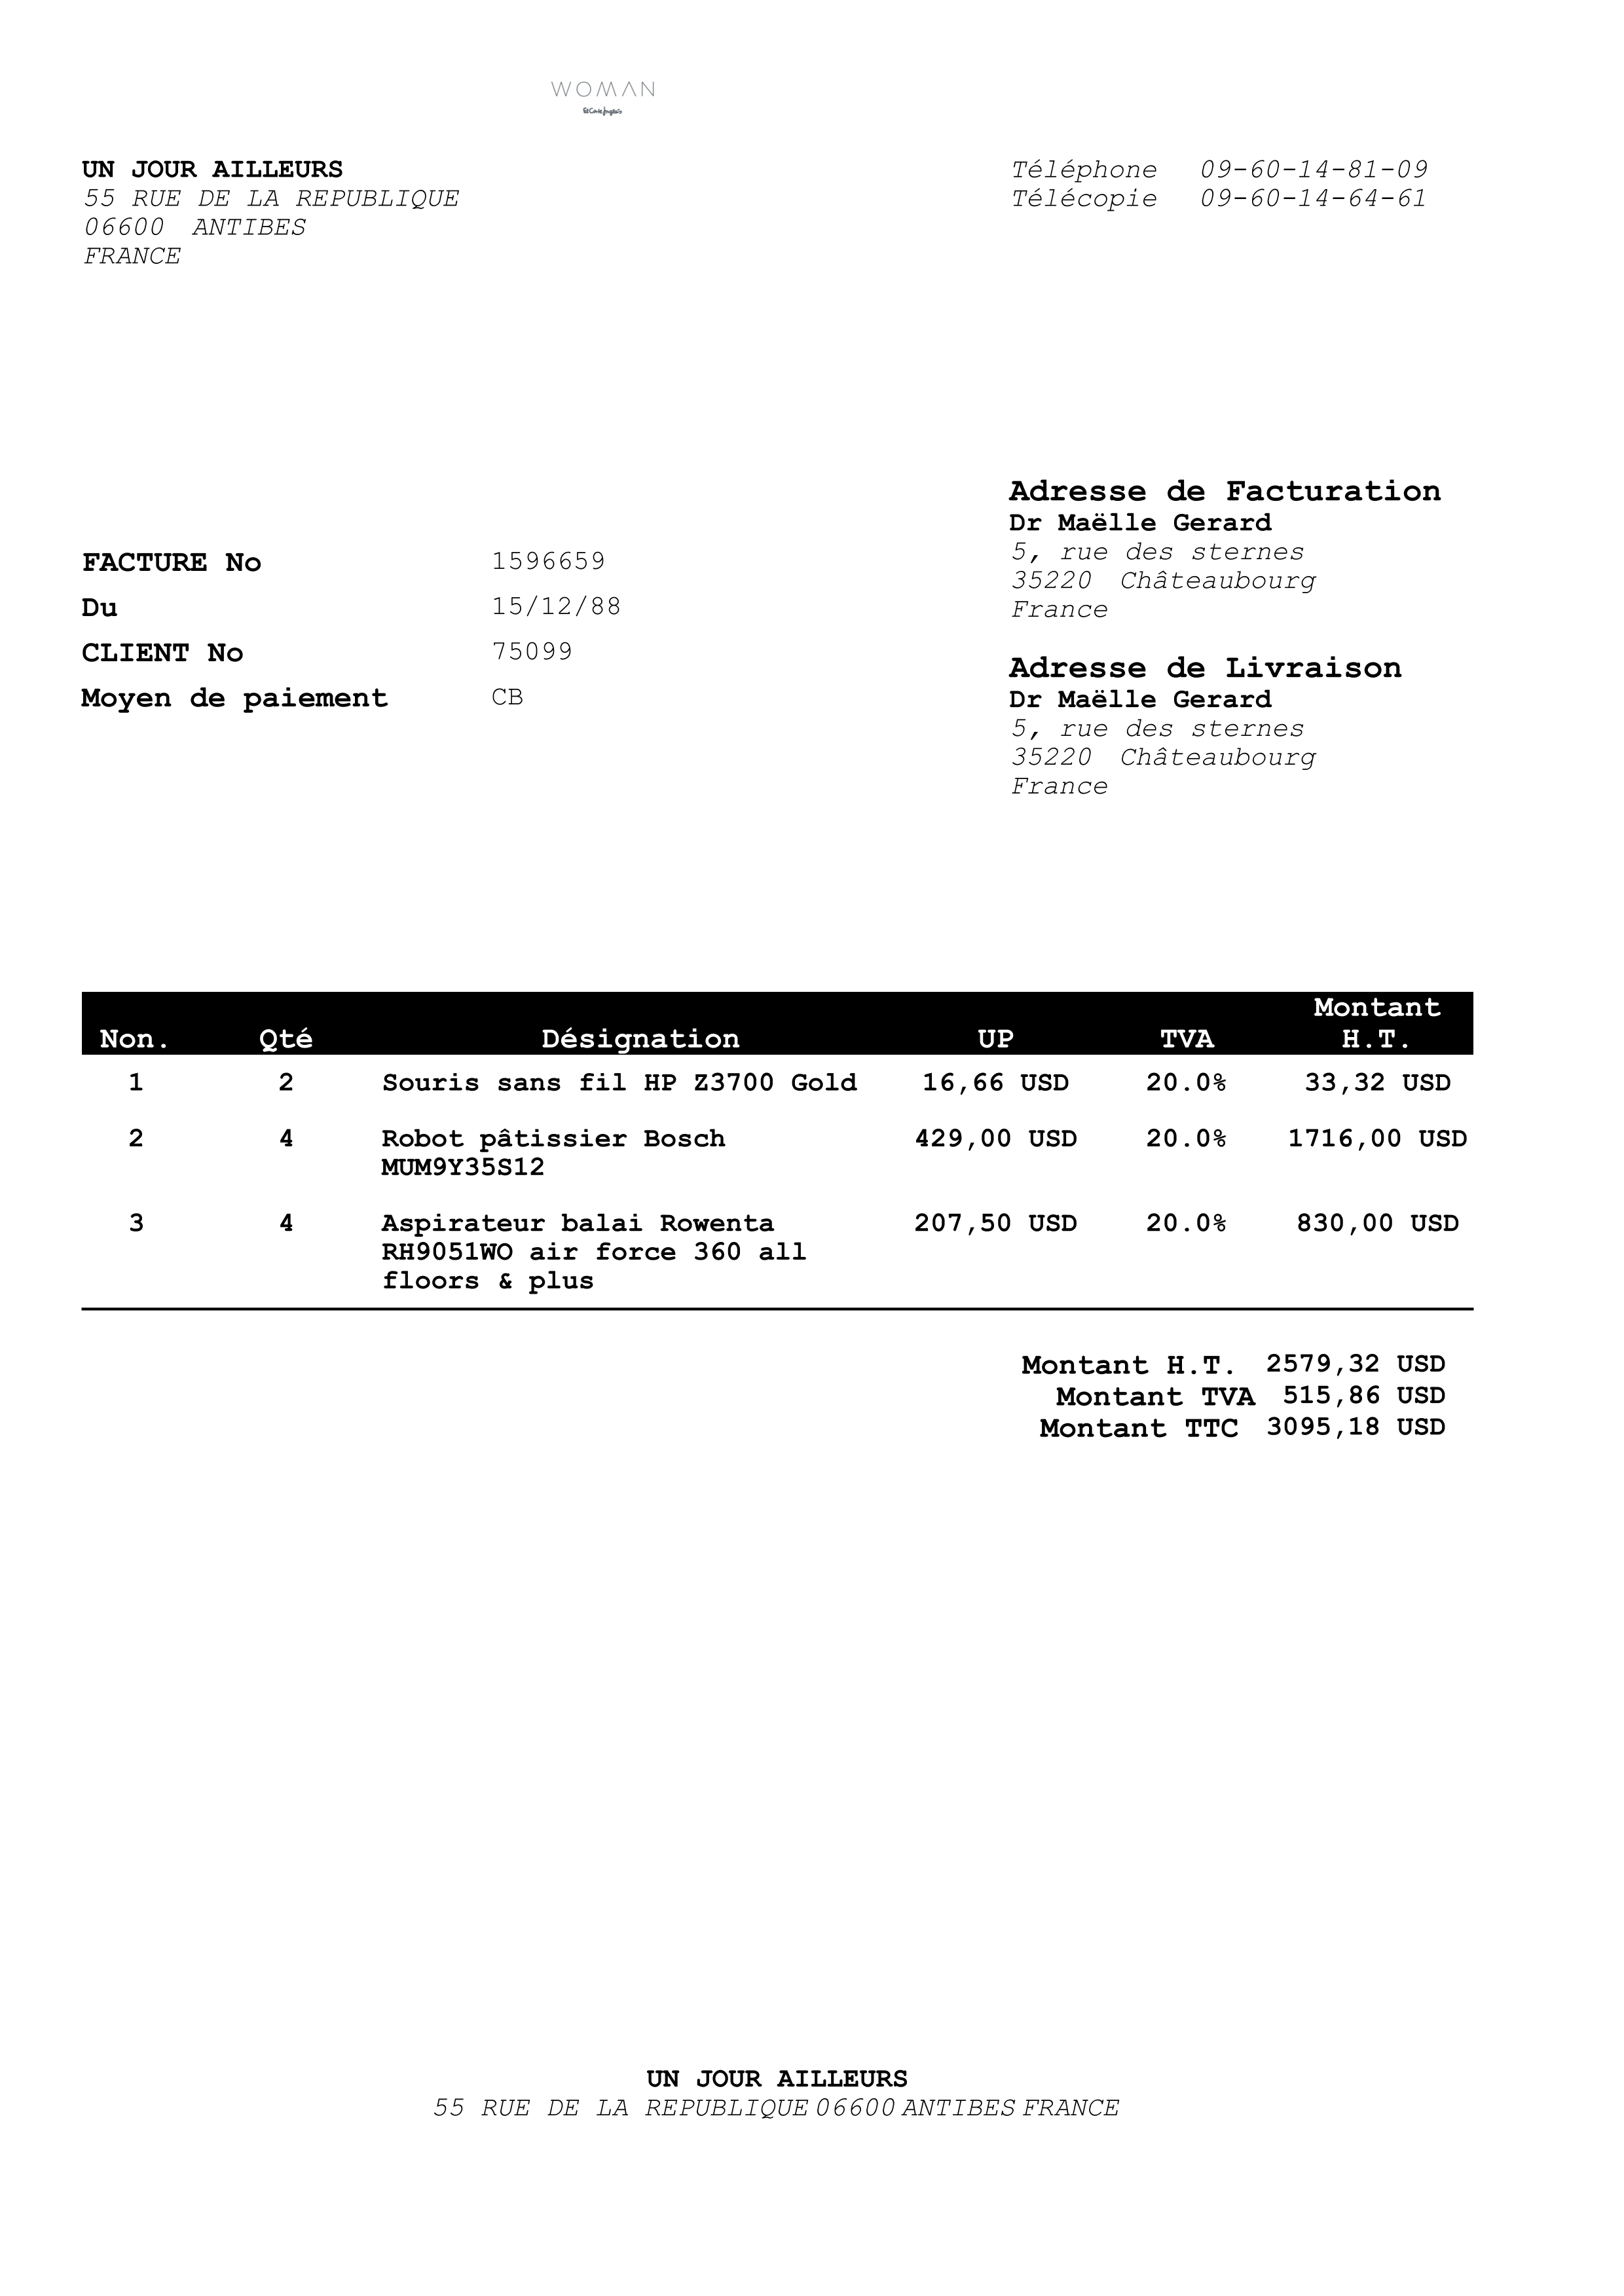 WOMAN
El Corte Inglés
UN JOUR AILLEURS
55 RUE DE LA REPUBLIQUE
06600 ANTIBES
FRANCE
Téléphone 09-60-14-81-09
Télécopie 09-60-14-64-61
FACTURE No 1596659
Du 15/12/88
CLIENT No 75099
Moyen de paiement CB
Adresse de Facturation
Dr Maëlle Gerard
5, rue des sternes
35220 Châteaubourg
France
Adresse de Livraison
Dr Maëlle Gerard
5, rue des sternes
35220 Châteaubourg
France
Montant
Non. Qté Désignation UP TVA H.T.
1 2 Souris sans fil HP Z3700 Gold 16,66 USD 20.0% 33,32 USD
2 4 Robot pâtissier Bosch 429,00 USD 20.0% 1716,00 USD
MUM9Y35S12
3 4 Aspirateur balai Rowenta 207,50 USD 20.0% 830,00 USD
RH9051WO air force 360 all
floors & plus
Montant H.T. 2579,32 USD
Montant TVA 515,86 USD
Montant TTC 3095,18 USD
UN JOUR AILLEURS
55 RUE DE LA REPUBLIQUE 06600 ANTIBES FRANCE